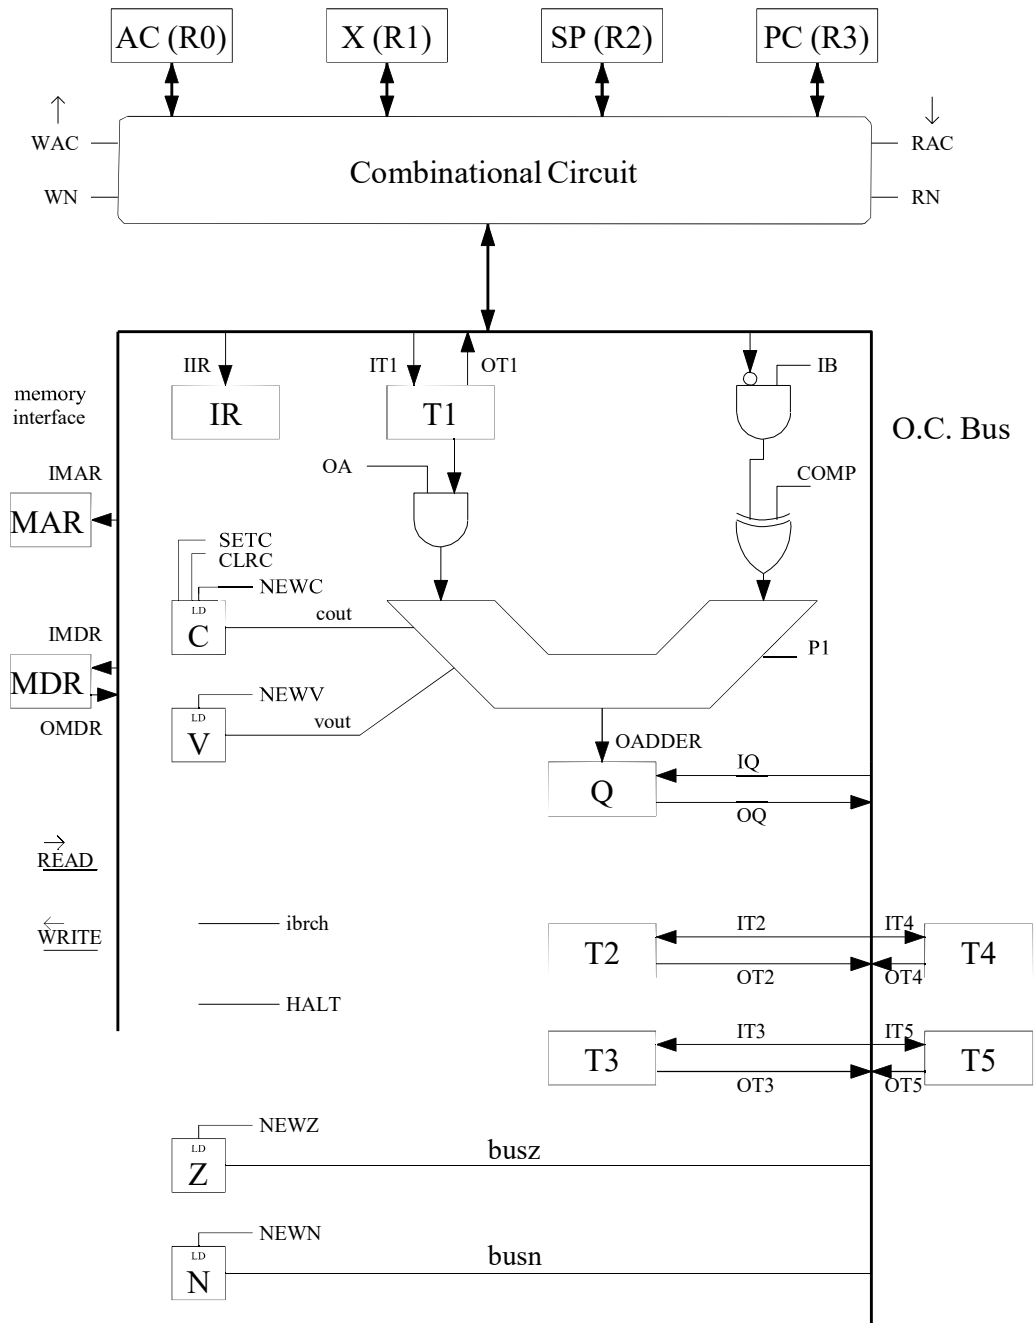 AC (R0) X (R1) SP (R2) PC (R3)
WAC RAC
Combinational Circuit
WN RN
IIR IT1 OT1 IB
memory
interface
IR T1 O.C. Bus
OA COMP
IMAR
MAR
SETC
CLRC
NEWC
LD
C cout
IMDR P1
MDR NEWV
OMDR LD
V vout
OADDER
IQ
Q
OQ
READ
WRITE ibrch IT2 IT4
T2 T4
OT2 OT4
HALT
IT3 IT5
T3 T5
OT3 OT5
NEWZ
LD
Z busz
NEWN
LD
N busn